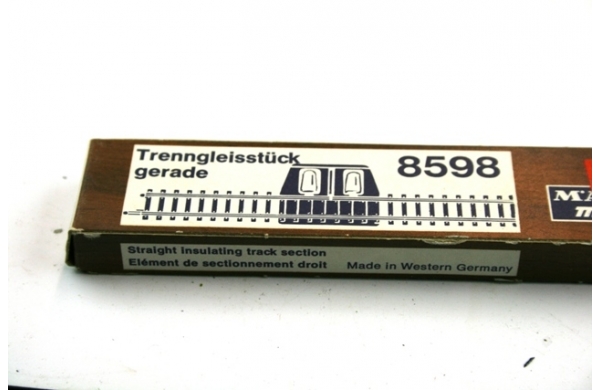 Trenngleisstück
gerade
8598
Straight insulating track section
Elément de sectionnement droit
Made in Western Germany